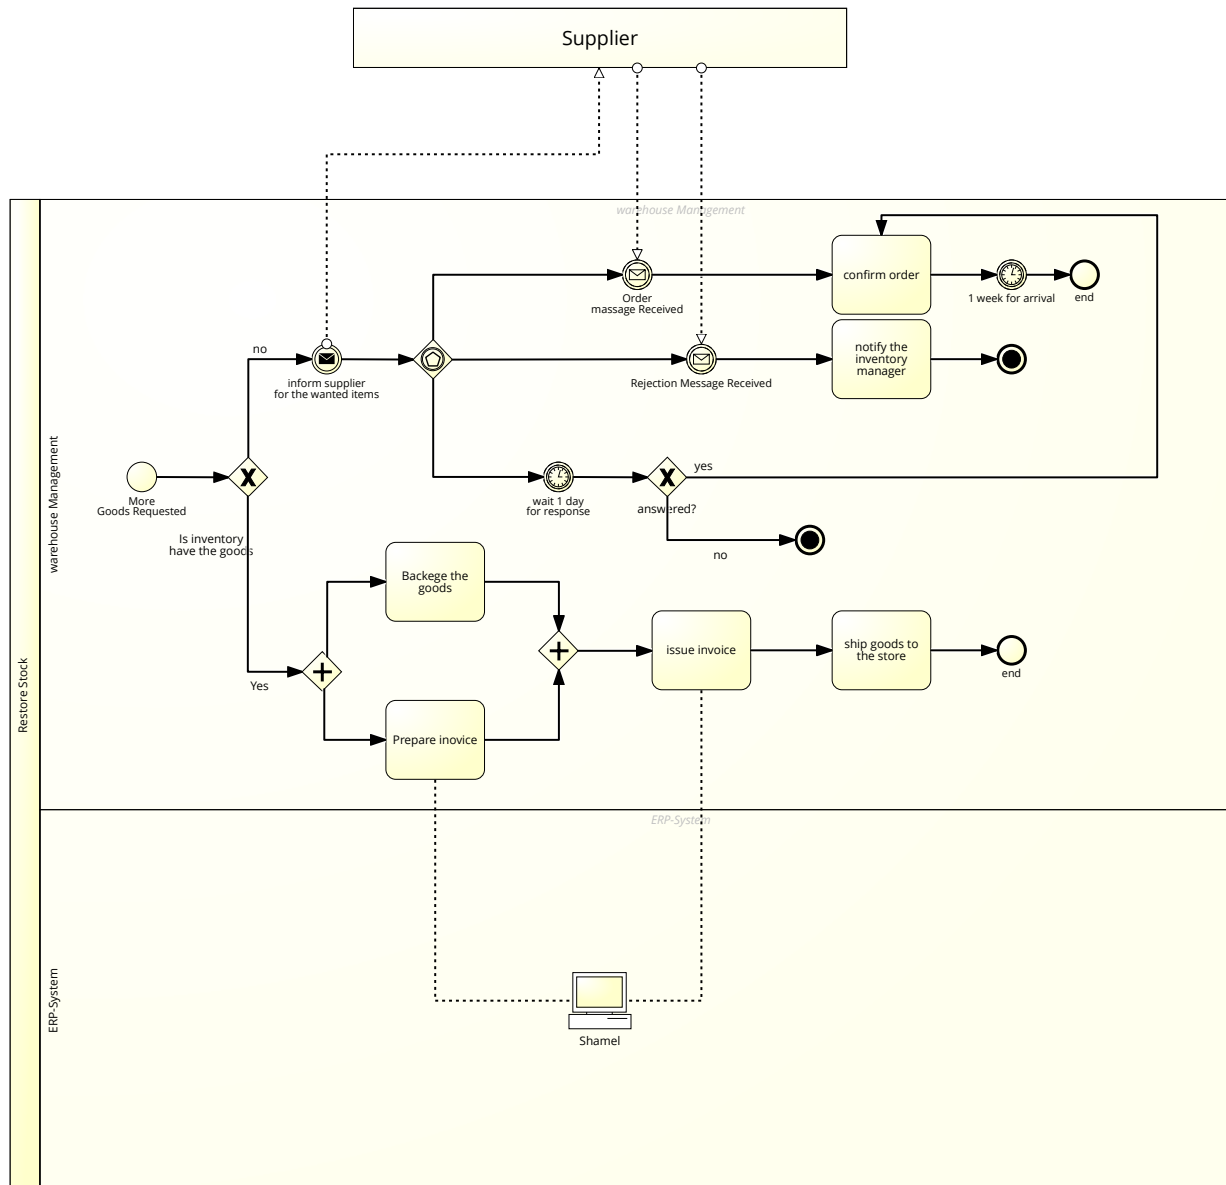 Supplier
warehouse Management
Order
massage Received
confirm order
1 week for arrival
end
no
inform supplier
for the wanted items
Rejection Message Received
notify the
inventory
manager
More
Goods Requested
wait 1 day
for response
yes
answered?
no
Is inventory
have the goods
Yes
Backege the
goods
issue invoice
ship goods to
the store
end
Prepare inovice
warehouse Management
Restore Stock
ERP-System
ERP-System
Shamel